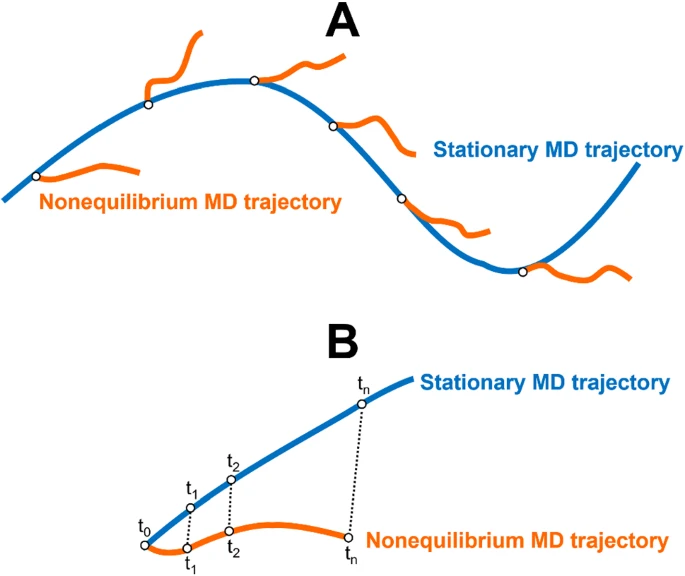 A
Stationary MD trajectory
Nonequilibrium MD trajectory
B
tn
Stationary MD trajectory
t2
t1
t0
t2
tn
Nonequilibrium MD trajectory
t1